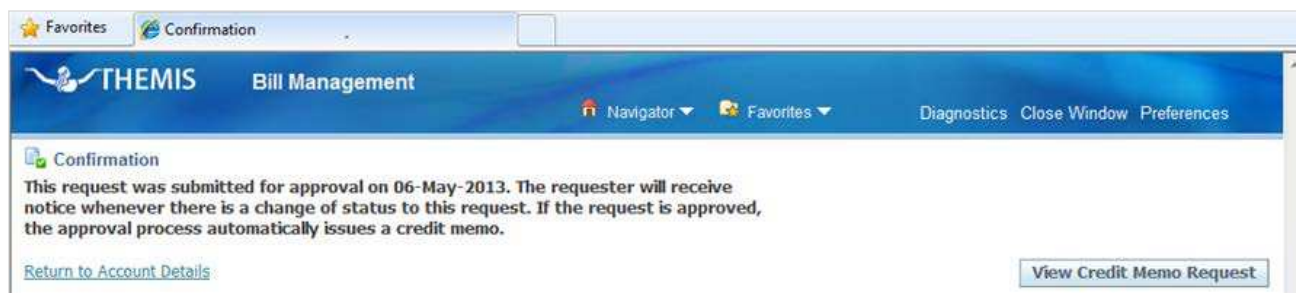 Favorites Confirmation
THEMIS Bill Management
Navigator Favorites Diagnostics Close Window Preferences
Confirmation
This request was submitted for approval on 06-May-2013. The requester will receive
notice whenever there is a change of status to this request. If the request is approved,
the approval process automatically issues a credit memo.
Return to Account Details View Credit Memo Request